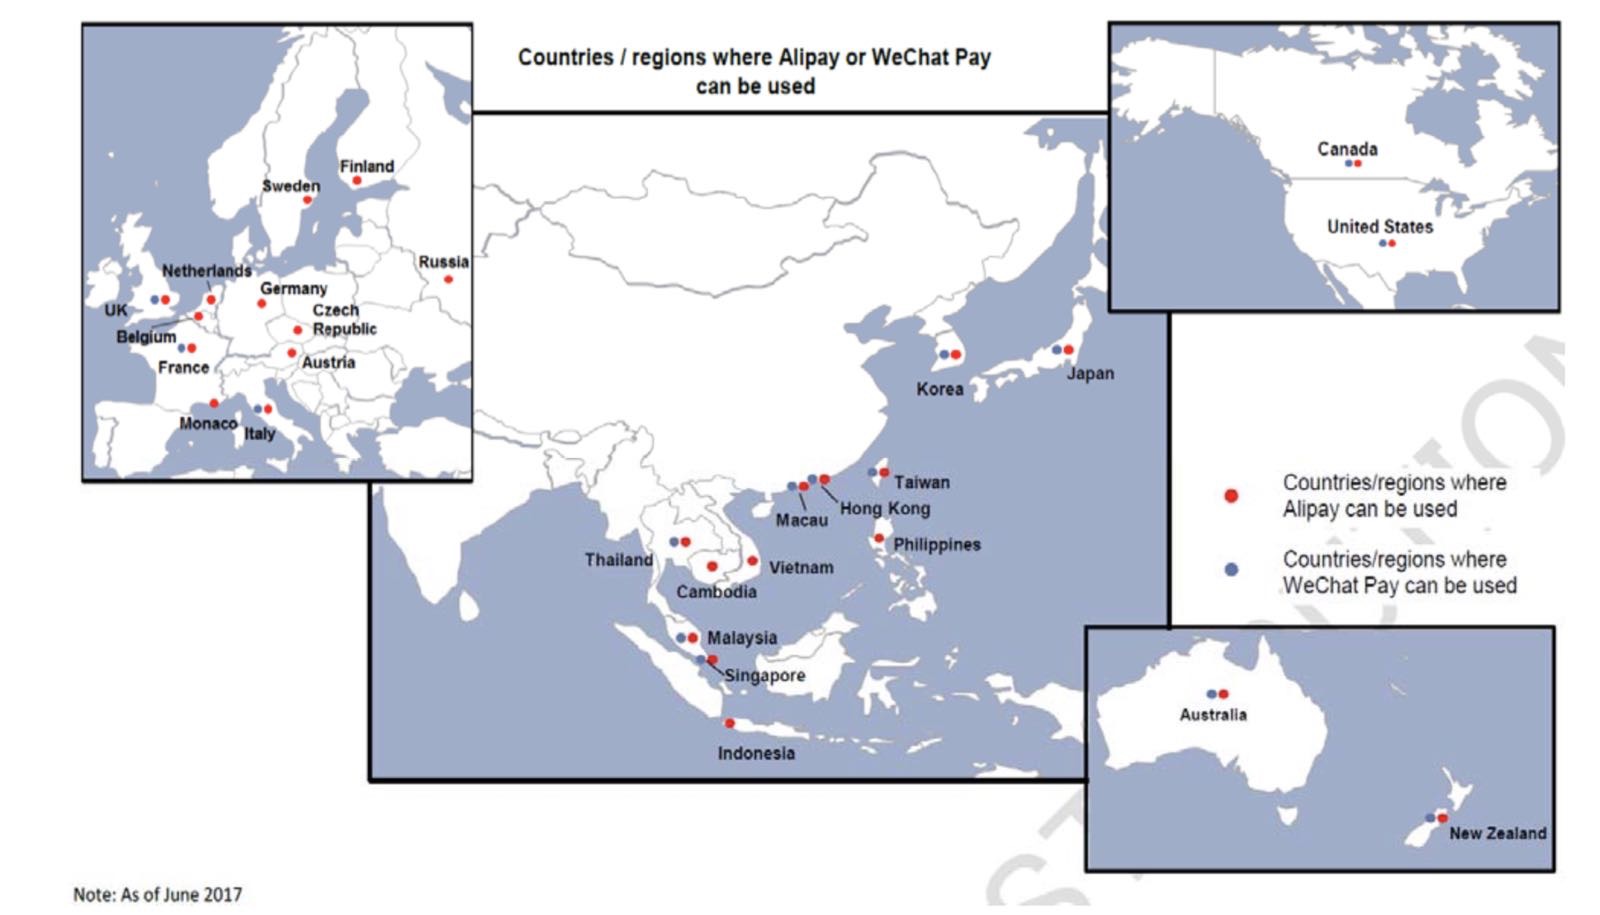 Countries / regions where Alipay or WeChat Pay
can be used
Finland
Sweden
Russia
Netherlands
Germany
UK
Czech
Republic
Belgium
France
Austria
Monaco
Italy
Canada
United States
Korea
Japan
Taiwan
Hong Kong
Macau
Philippines
Thailand
Vietnam
Cambodia
Malaysia
Singapore
Indonesia
Countries/regions where
Alipay can be used
Countries/regions where
WeChat Pay can be used
Australia
New Zealand
Note: As of June 2017